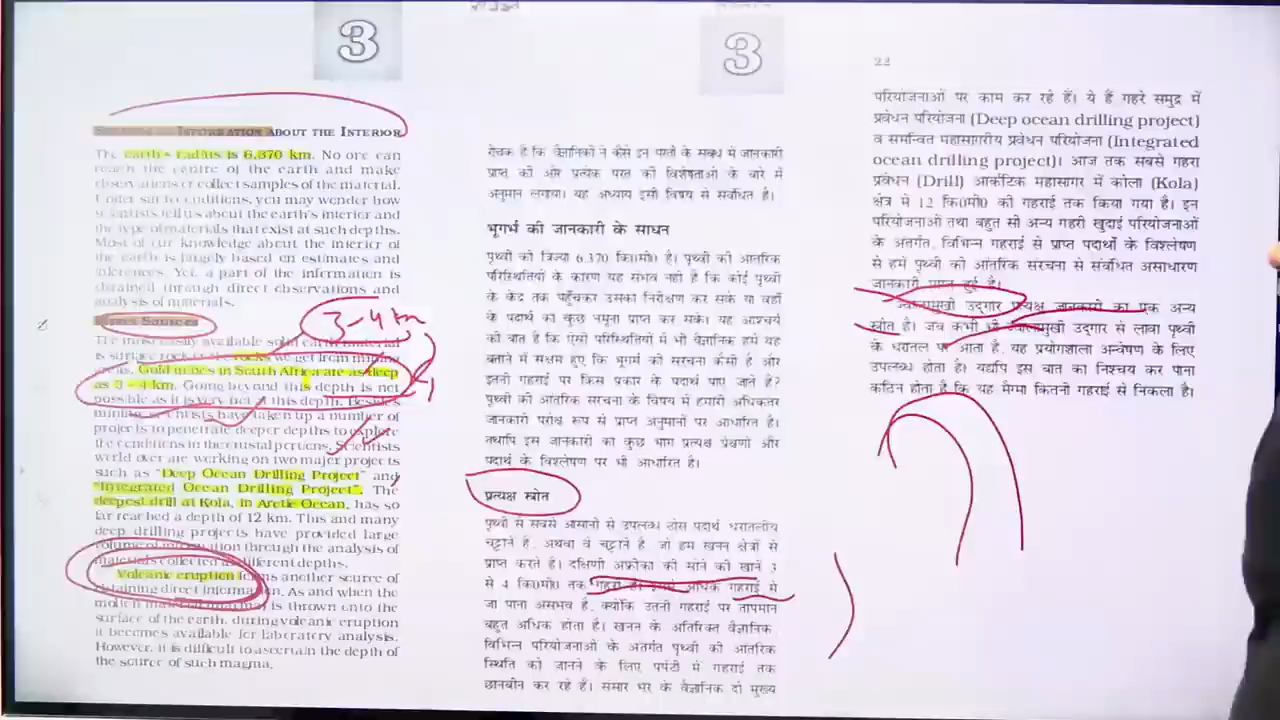 3
SOURCES INFORMATION ABOUT THE INTERIOR
The earth's radius is 6,370 km. No one can
reach the centre of the earth and make
observations or collect samples of the material.
Under such conditions, you may wonder how
scientists tell us about the earth's interior and
the type of materials that exist at such depths.
Most of our knowledge about the interior of
the earth is largely based on estimates and
inferences. Yet, a part of the information is
obtained through direct observations and
analysis of materials.
Direct Sources
3-4 km
The most easily available solid earth material
is surface rock or the rocks we get from mining
areas. Gold mines in South Africa are as deep
as 3 - 4 km. Going beyond this depth is not
possible as it is very hot at this depth. Besides
mining, scientists have taken up a number of
projects to penetrate deeper depths to explore
the conditions in the crustal portions. Scientists
world over are working on two major projects
such as "Deep Ocean Drilling Project" and
"Integrated Ocean Drilling Project". The
deepest drill at Kola, in Arctic Ocean, has so
far reached a depth of 12 km. This and many
deep drilling projects have provided large
volume of information through the analysis of
materials collected at different depths.
Volcanic eruption forms another source of
obtaining direct information. As and when the
molten material is thrown onto the
surface of the earth, during volcanic eruption
it becomes available for laboratory analysis.
However, it is difficult to ascertain the depth of
the source of such magma.
3
रोचक है कि वैज्ञानिकों ने कैसे इन परतों के संबंध में जानकारी
प्राप्त की और प्रत्येक परत की विशेषताओं के बारे में
अनुमान लगाया। यह अध्याय इसी विषय से संबंधित है।
भूगर्भ की जानकारी के साधन
पृथ्वी की त्रिज्या 6,370 कि०मी० है। पृथ्वी की आंतरिक
परिस्थितियों के कारण यह संभव नहीं है कि कोई पृथ्वी
के केंद्र तक पहुँचकर उसका निरीक्षण कर सके या वहाँ
के पदार्थ का कुछ नमूना प्राप्त कर सके। यह आश्चर्य
की बात है कि ऐसी परिस्थितियों में भी वैज्ञानिक हमें यह
बताने में सक्षम हुए कि भूगर्भ की संरचना कैसी है और
इतनी गहराई पर किस प्रकार के पदार्थ पाए जाते हैं?
पृथ्वी की आंतरिक संरचना के विषय में हमारी अधिकतर
जानकारी परोक्ष रूप से प्राप्त अनुमानों पर आधारित है।
तथापि इस जानकारी का कुछ भाग प्रत्यक्ष प्रेक्षणों और
पदार्थ के विश्लेषण पर भी आधारित है।
प्रत्यक्ष स्रोत
पृथ्वी से सबसे आसानी से उपलब्ध ठोस पदार्थ धरातलीय
चट्टानें हैं, अथवा वे चट्टानें हैं, जो हम खनन क्षेत्रों से
प्राप्त करते हैं। दक्षिणी अफ्रीका की सोने की खानें 3
से 4 कि०मी० तक गहरी हैं। इससे अधिक गहराई में
जा पाना असंभव है, क्योंकि उतनी गहराई पर तापमान
बहुत अधिक होता है। खनन के अतिरिक्त वैज्ञानिक
विभिन्न परियोजनाओं के अंतर्गत पृथ्वी की आंतरिक
स्थिति को जानने के लिए पर्पटी में गहराई तक
छानबीन कर रहे हैं। संसार भर के वैज्ञानिक दो मुख्य
22
परियोजनाओं पर काम कर रहे हैं। ये हैं गहरे समुद्र में
प्रवेधन परियोजना (Deep ocean drilling project)
व समन्वित महासागरीय प्रवेधन परियोजना (Integrated
ocean drilling project)। आज तक सबसे गहरा
प्रवेधन (Drill) आर्कटिक महासागर में कोला (Kola)
क्षेत्र में 12 कि०मी० की गहराई तक किया गया है। इन
परियोजनाओं तथा बहुत सी अन्य गहरी खुदाई परियोजनाओं
के अंतर्गत, विभिन्न गहराई से प्राप्त पदार्थों के विश्लेषण
से हमें पृथ्वी की आंतरिक संरचना से संबंधित असाधारण
जानकारी प्राप्त हुई है।
ज्वालामुखी उद्गार प्रत्यक्ष जानकारी का एक अन्य
स्रोत है। जब कभी भी ज्वालामुखी उद्गार से लावा पृथ्वी
के धरातल पर आता है, यह प्रयोगशाला अन्वेषण के लिए
उपलब्ध होता है। यद्यपि इस बात का निश्चय कर पाना
कठिन होता है कि यह मैग्मा कितनी गहराई से निकला है।